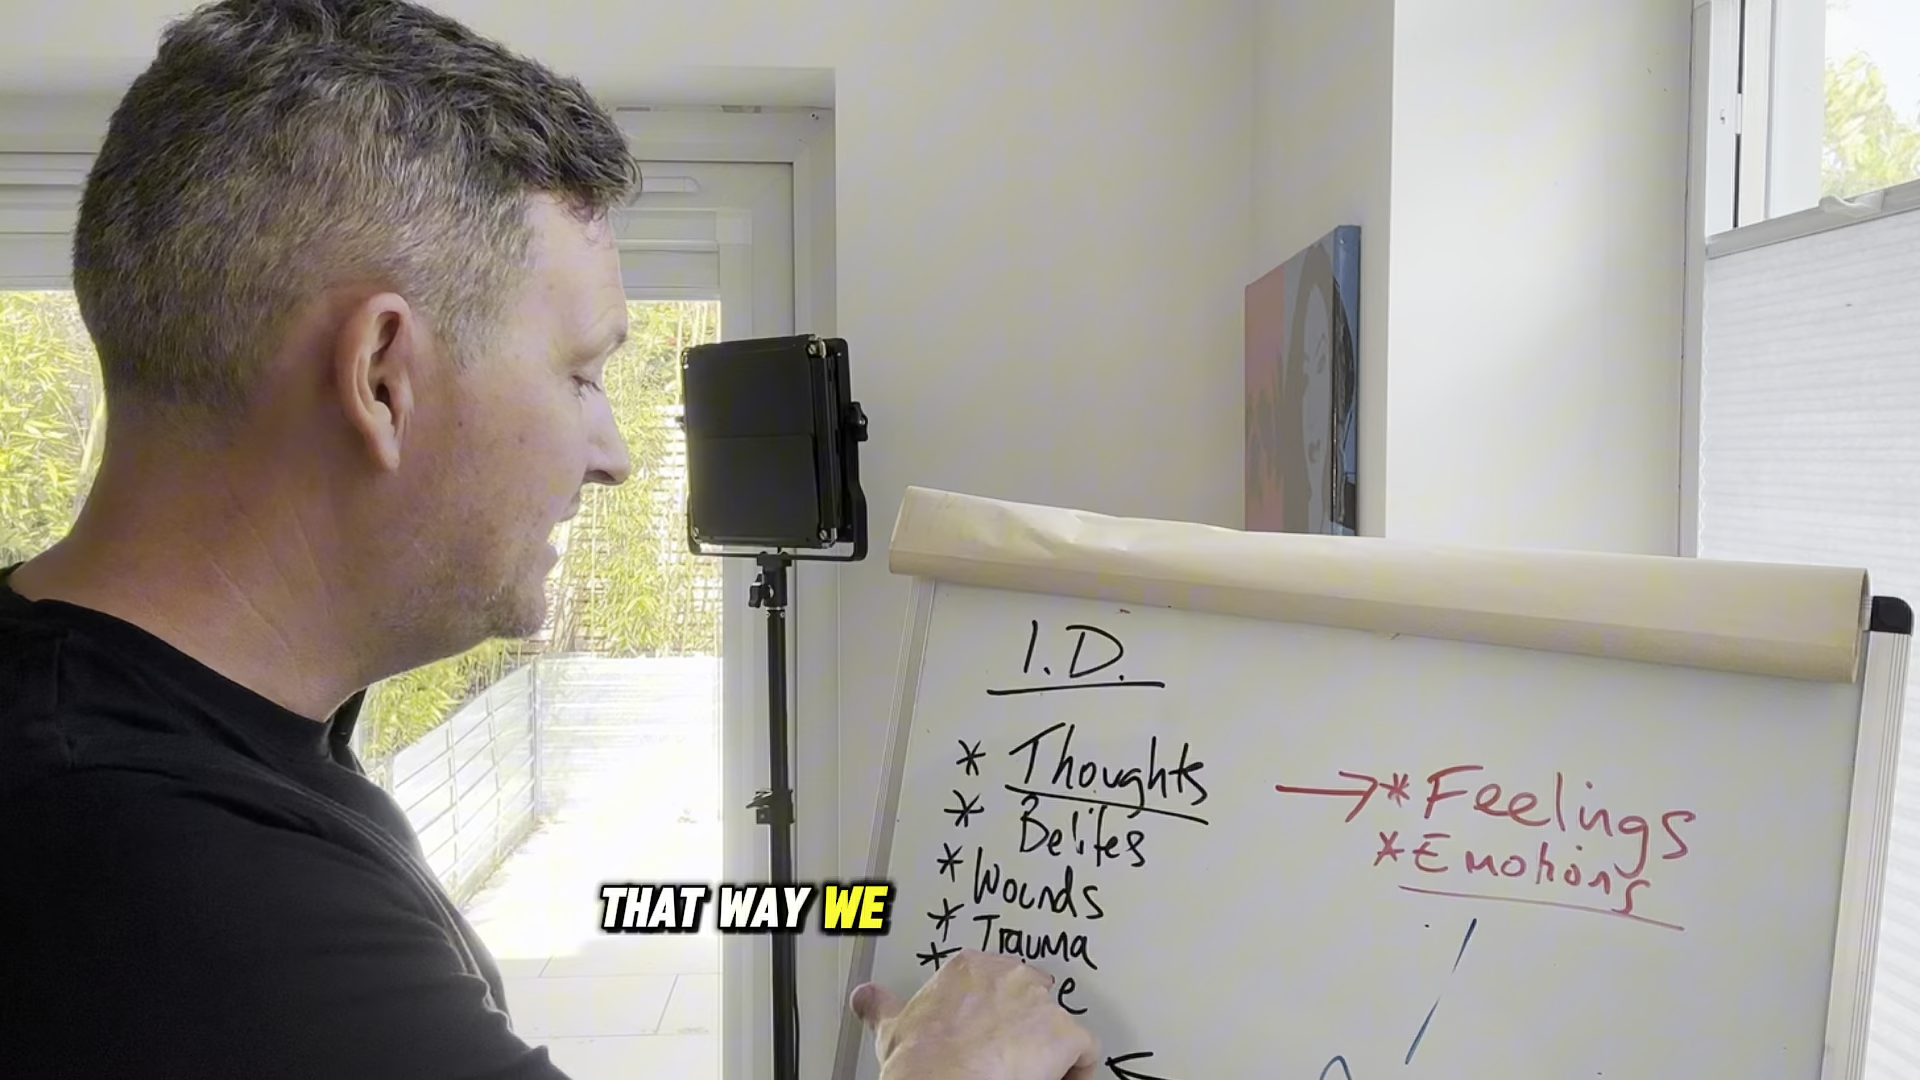 I.D.
* Thoughts
* Belifes
* Wounds
* Trauma
*
→ * Feelings
* Emotions
THAT WAY WE